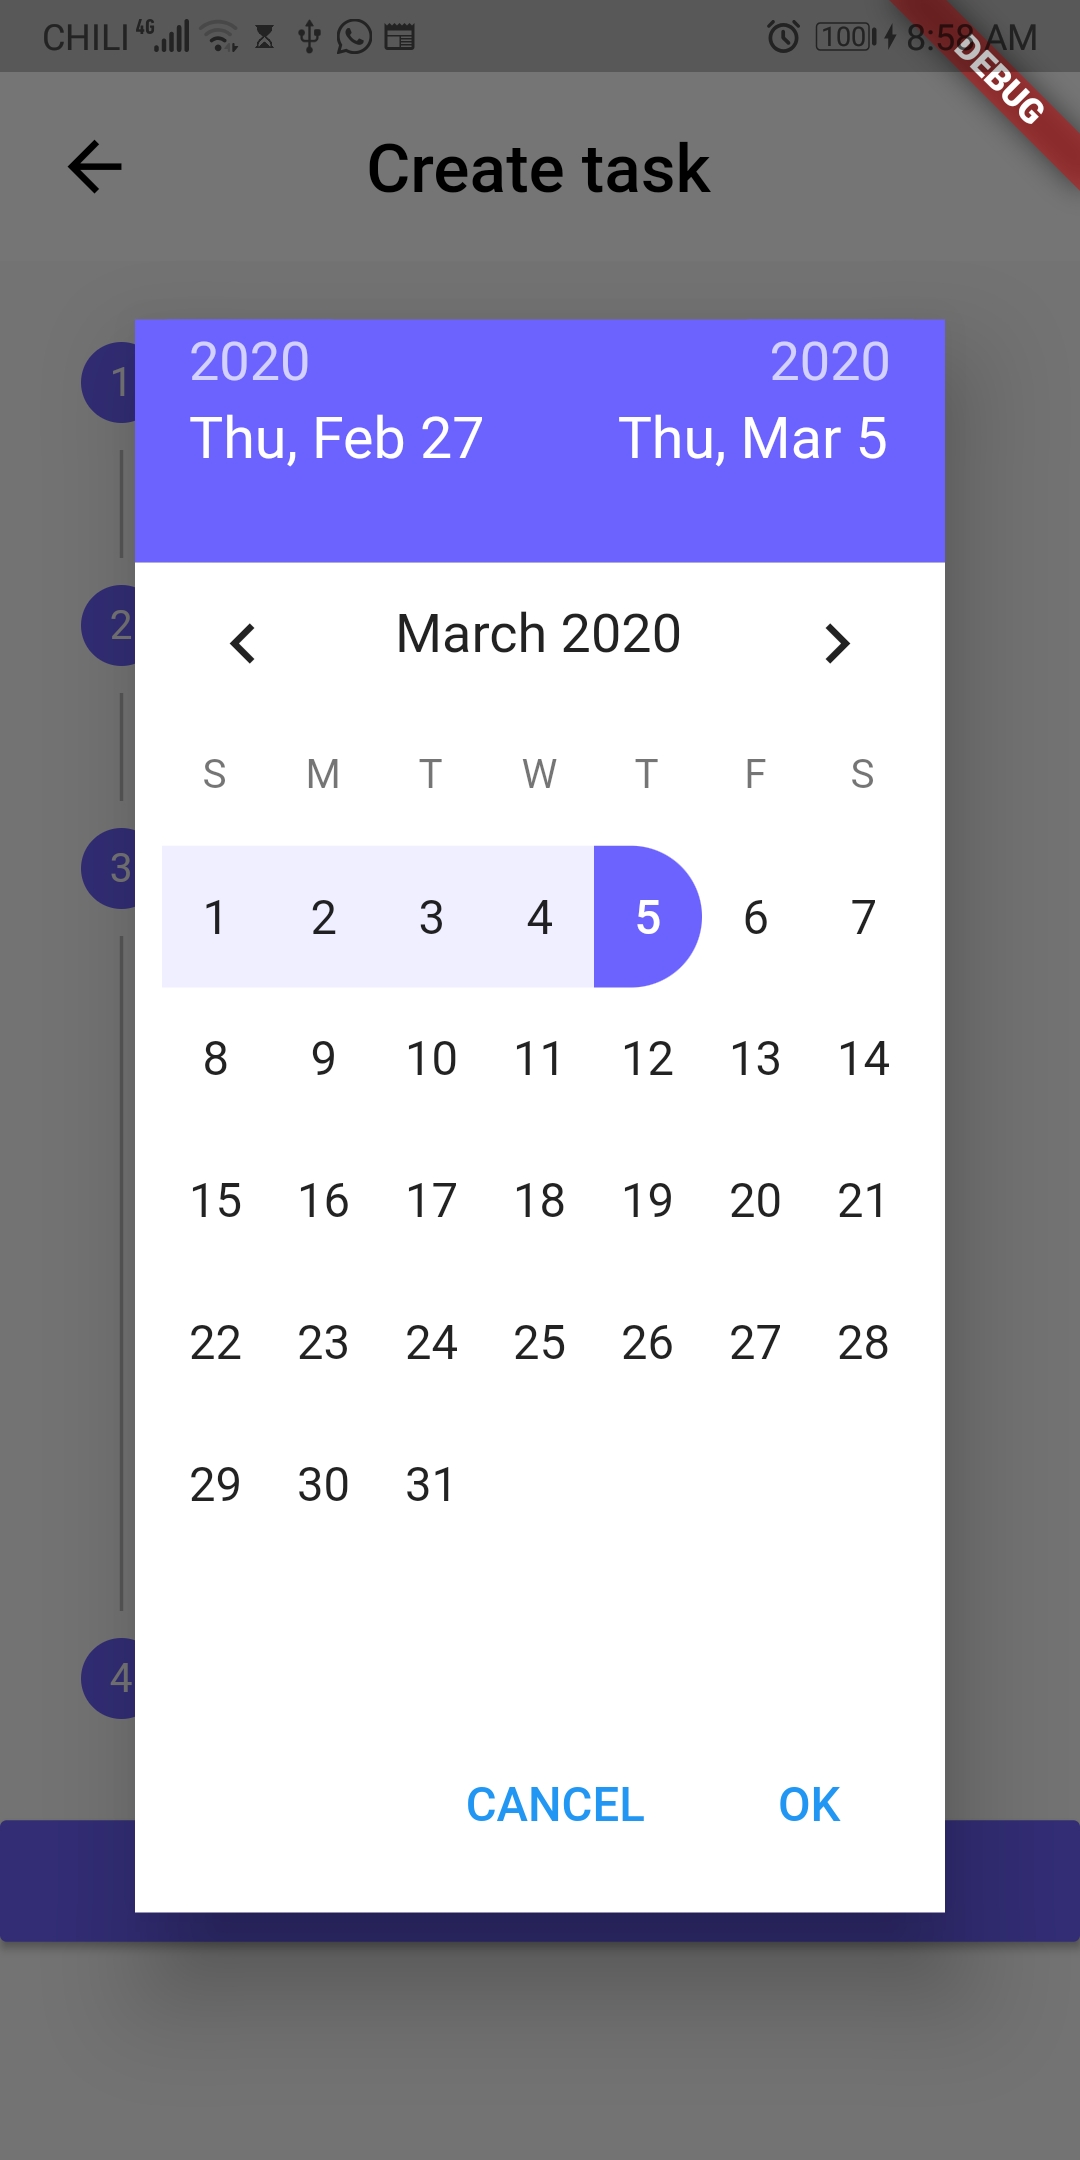 CHILI 4G 100 8:58 AM
DEBUG
Create task
1
2020 2020
Thu, Feb 27 Thu, Mar 5
2
March 2020
S M T W T F S
3
1 2 3 4 5 6 7
8 9 10 11 12 13 14
15 16 17 18 19 20 21
22 23 24 25 26 27 28
29 30 31
4
CANCEL OK